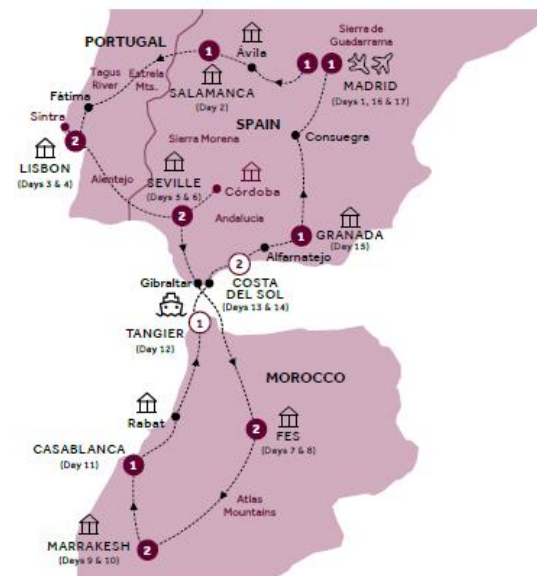 Sierra de
Guadarrama
PORTUGAL
1
Ávila
1
1
MADRID
(Days 1, 16 & 17)
Tagus
River
Estrela
Mts.
SALAMANCA
(Day 2)
Fátima
Sintra
SPAIN
Consuegra
2
LISBON
(Days 3 & 4)
Sierra Morena
Alentejo
SEVILLE
(Days 5 & 6)
Córdoba
2
Andalucia
1
GRANADA
(Day 15)
Alfarnatejo
2
Gibraltar
COSTA
DEL SOL
(Days 13 & 14)
TANGIER
(Day 12)
1
MOROCCO
Rabat
2
FES
(Days 7 & 8)
CASABLANCA
(Day 11)
1
Atlas
Mountains
MARRAKESH
(Days 9 & 10)
2